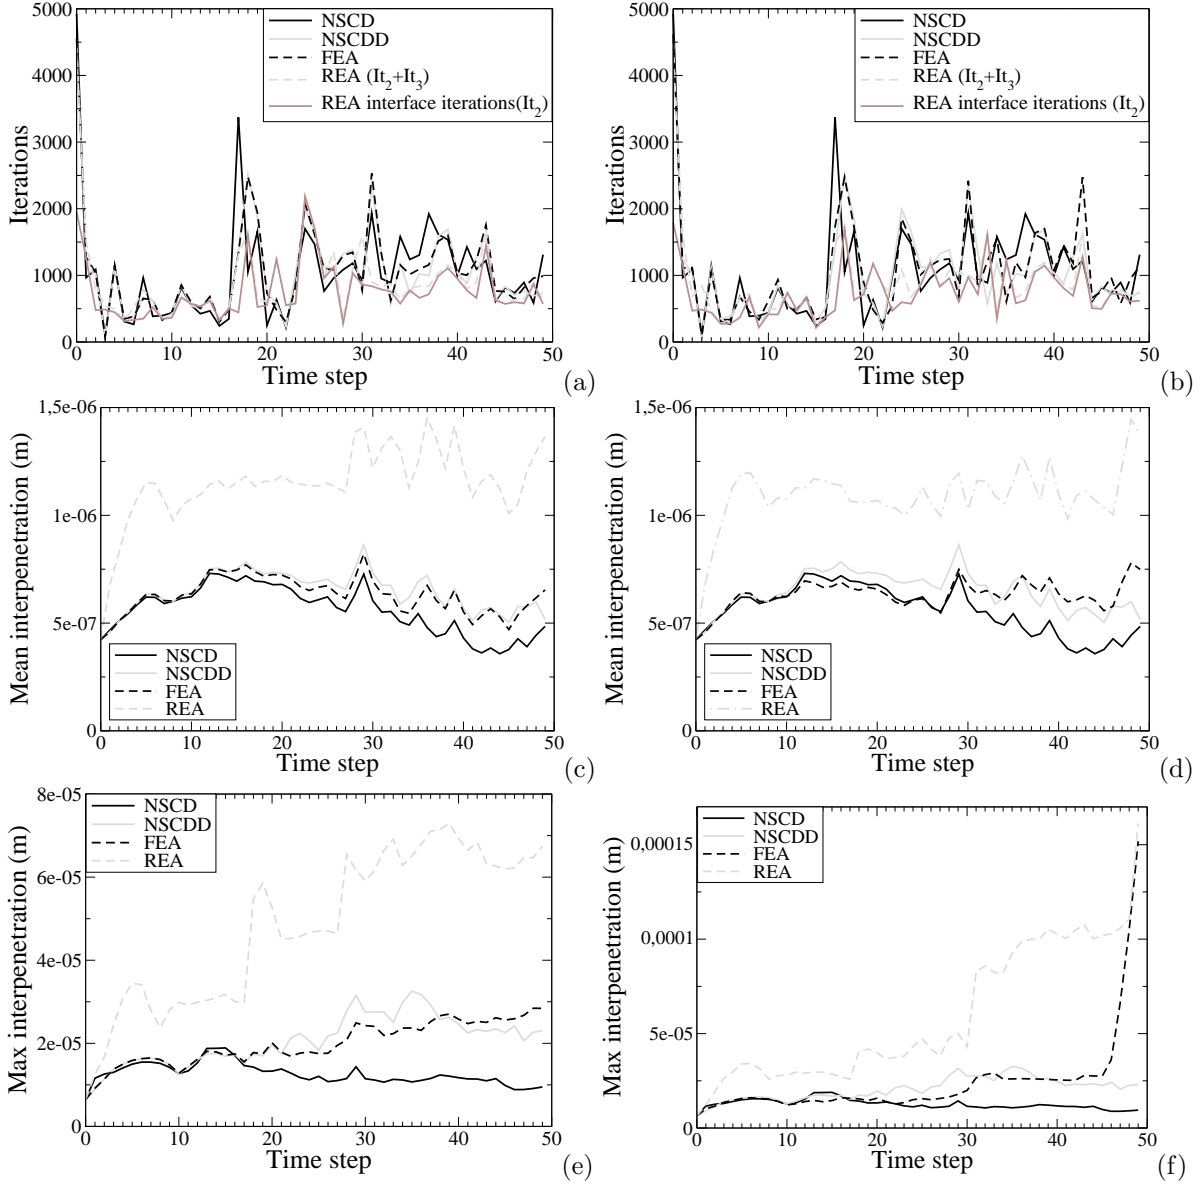 5000
4000
3000
2000
1000
0
Iterations
NSCD
NSCDD
FEA
REA (It2+It3)
REA interface iterations(It2)
0 10 20 30 40 50
Time step
(a)
5000
4000
3000
2000
1000
0
Iterations
NSCD
NSCDD
FEA
REA (It2+It3)
REA interface iterations (It2)
0 10 20 30 40 50
Time step
(b)
1,5e-06
1e-06
5e-07
0
Mean interpenetration (m)
NSCD
NSCDD
FEA
REA
0 10 20 30 40 50
Time step
(c)
1,5e-06
1e-06
5e-07
0
Mean interpenetration (m)
NSCD
NSCDD
FEA
REA
0 10 20 30 40 50
Time step
(d)
8e-05
6e-05
4e-05
2e-05
0
Max interpenetration (m)
NSCD
NSCDD
FEA
REA
0 10 20 30 40 50
Time step
(e)
0,00015
0,0001
5e-05
0
Max interpenetration (m)
NSCD
NSCDD
FEA
REA
0 10 20 30 40 50
Time step
(f)